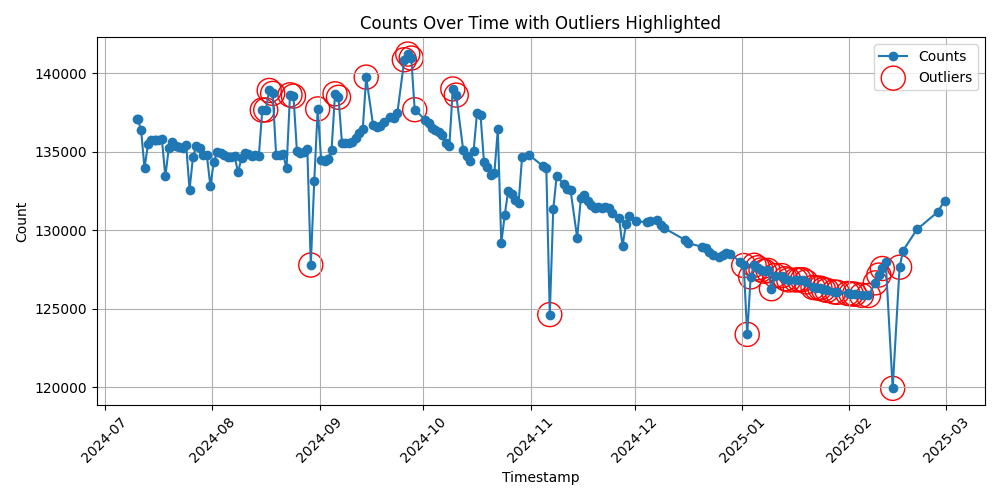 Counts Over Time with Outliers Highlighted
Counts
Outliers
140000
135000
130000
125000
120000
Count
2024-07
2024-08
2024-09
2024-10
2024-11
2024-12
2025-01
2025-02
2025-03
Timestamp